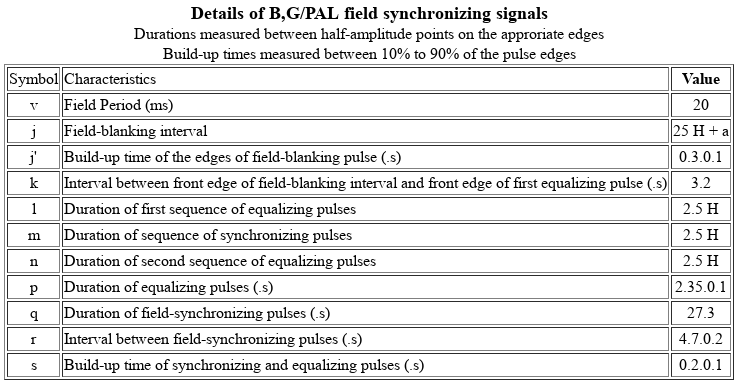 Details of B,G/PAL field synchronizing signals
Durations measured between half-amplitude points on the approriate edges
Build-up times measured between 10% to 90% of the pulse edges
Symbol Characteristics Value
v Field Period (ms) 20
j Field-blanking interval 25 H + a
j' Build-up time of the edges of field-blanking pulse (.s) 0.3.0.1
k Interval between front edge of field-blanking interval and front edge of first equalizing pulse (.s) 3.2
l Duration of first sequence of equalizing pulses 2.5 H
m Duration of sequence of synchronizing pulses 2.5 H
n Duration of second sequence of equalizing pulses 2.5 H
p Duration of equalizing pulses (.s) 2.35.0.1
q Duration of field-synchronizing pulses (.s) 27.3
r Interval between field-synchronizing pulses (.s) 4.7.0.2
s Build-up time of synchronizing and equalizing pulses (.s) 0.2.0.1